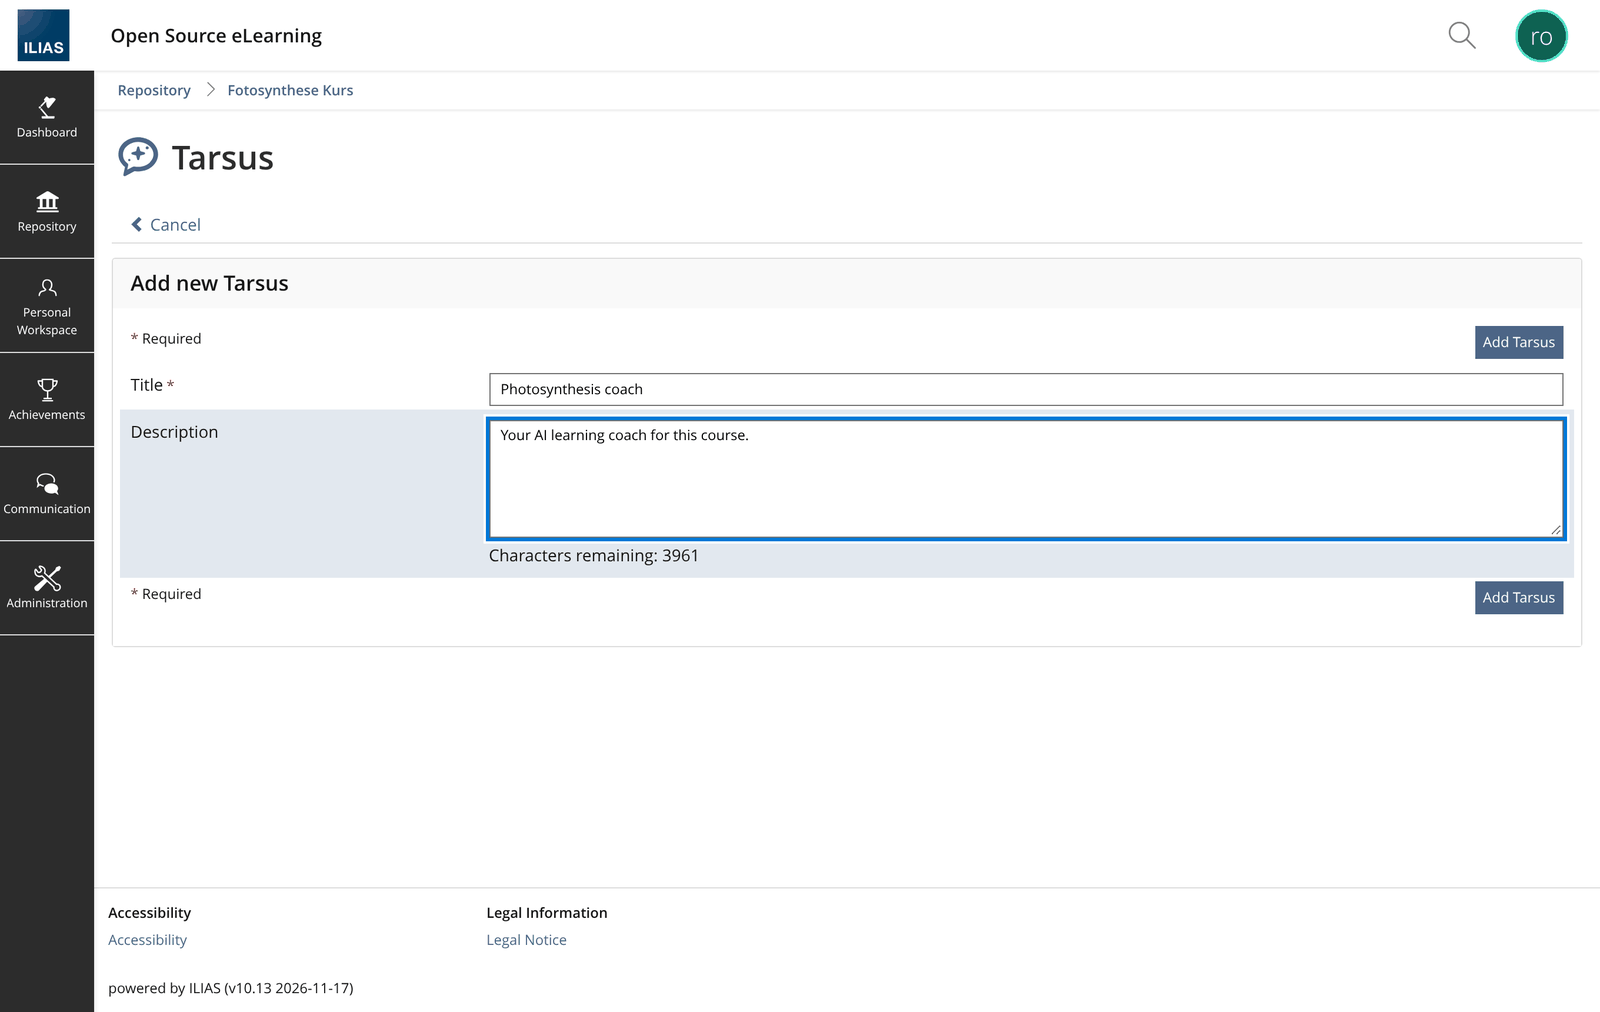 ILIAS
Open Source eLearning
ro
Dashboard
Repository
Personal
Workspace
Achievements
Communication
Administration
Repository > Fotosynthese Kurs
Tarsus
Cancel
Add new Tarsus
* Required
Add Tarsus
Title *
Photosynthesis coach
Description
Your AI learning coach for this course.
Characters remaining: 3961
* Required
Add Tarsus
Accessibility
Accessibility
Legal Information
Legal Notice
powered by ILIAS (v10.13 2026-11-17)